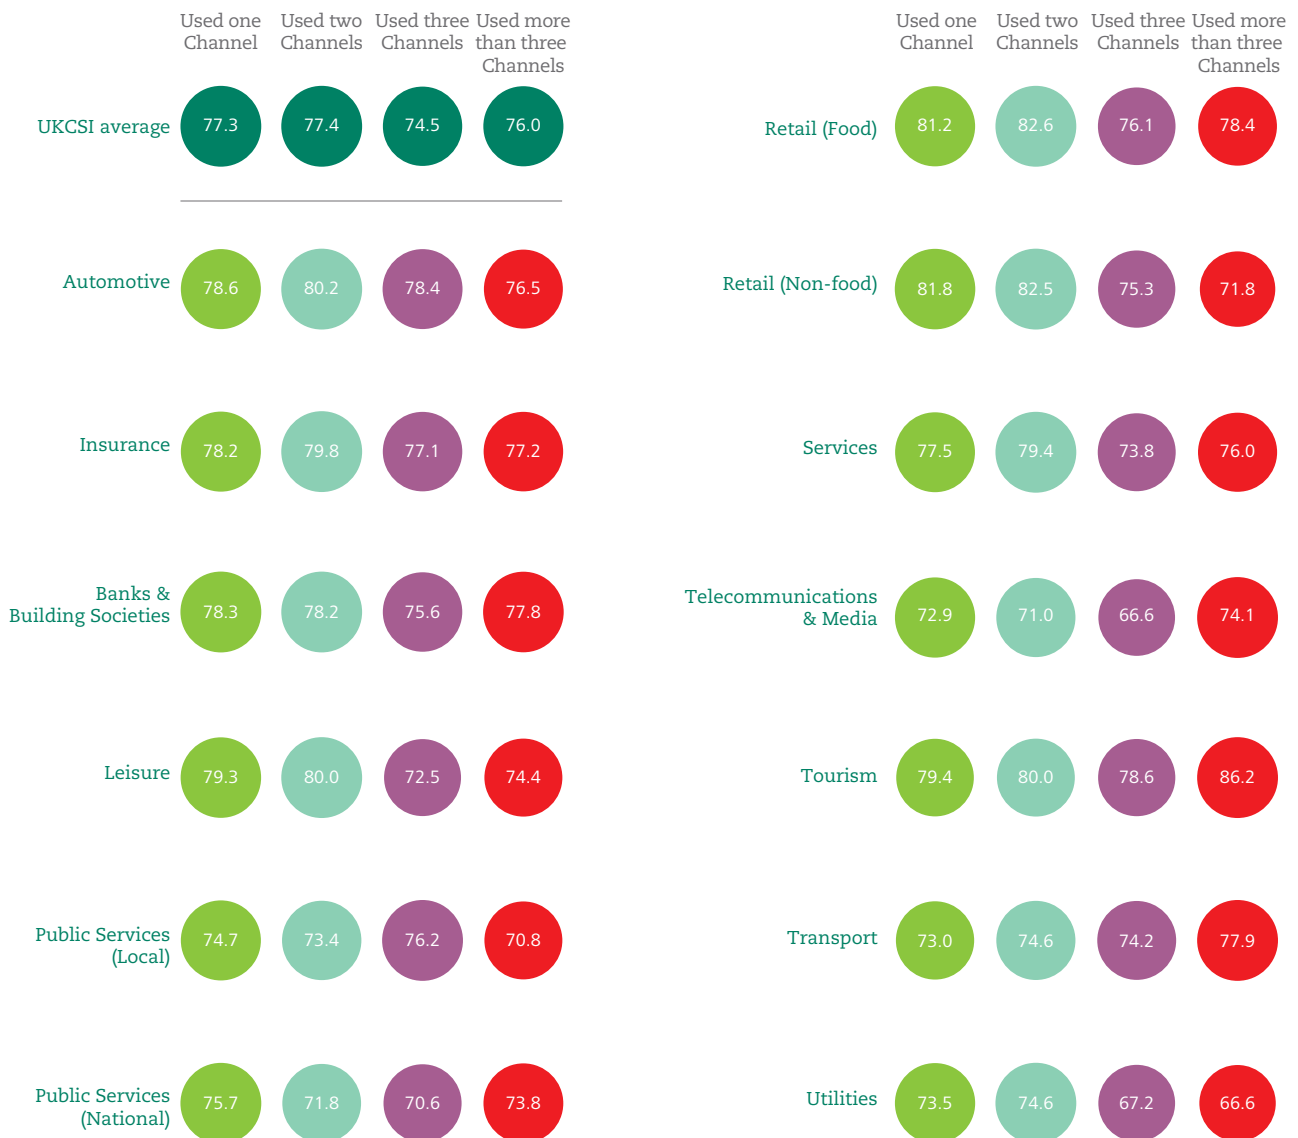 Used one Used two Used three Used more
Channel Channels Channels than three
Channels
UKCSI average 77.3 77.4 74.5 76.0
Automotive 78.6 80.2 78.4 76.5
Insurance 78.2 79.8 77.1 77.2
Banks &
Building Societies 78.3 78.2 75.6 77.8
Leisure 79.3 80.0 72.5 74.4
Public Services
(Local) 74.7 73.4 76.2 70.8
Public Services
(National) 75.7 71.8 70.6 73.8
Used one Used two Used three Used more
Channel Channels Channels than three
Channels
Retail (Food) 81.2 82.6 76.1 78.4
Retail (Non-food) 81.8 82.5 75.3 71.8
Services 77.5 79.4 73.8 76.0
Telecommunications
& Media 72.9 71.0 66.6 74.1
Tourism 79.4 80.0 78.6 86.2
Transport 73.0 74.6 74.2 77.9
Utilities 73.5 74.6 67.2 66.6